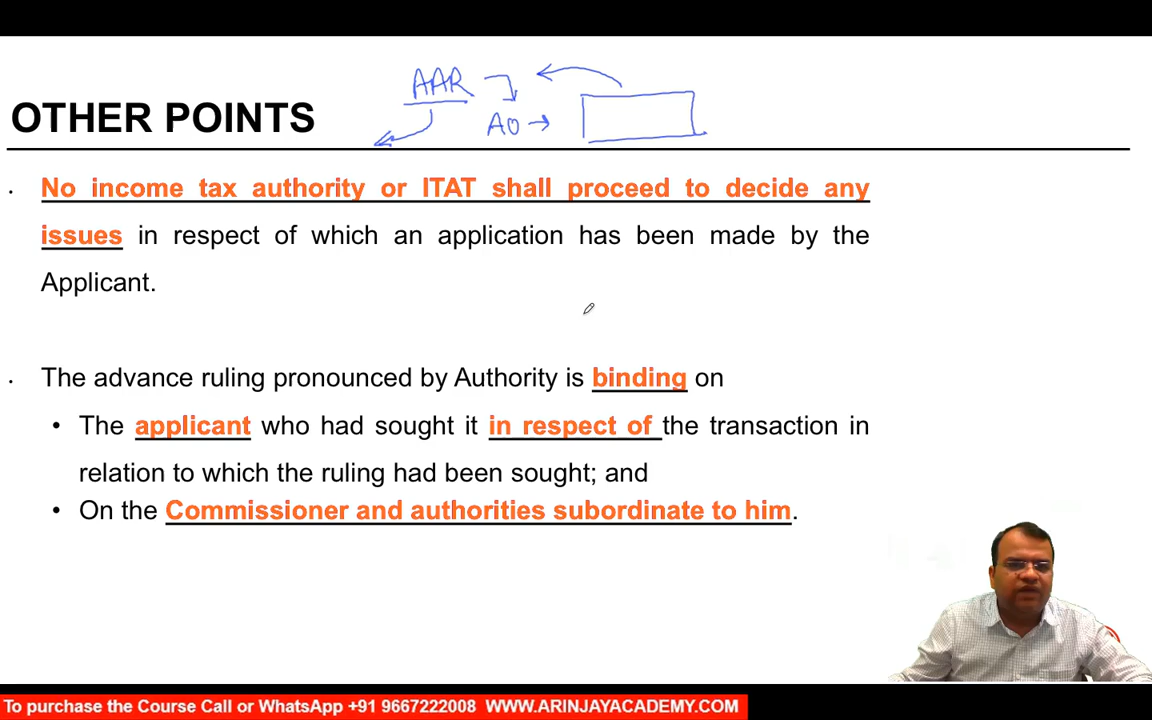 AAR
OTHER POINTS
AO →
• No income tax authority or ITAT shall proceed to decide any
issues in respect of which an application has been made by the
Applicant.
• The advance ruling pronounced by Authority is binding on
• The applicant who had sought it in respect of the transaction in
relation to which the ruling had been sought; and
• On the Commissioner and authorities subordinate to him.
To purchase the Course Call or WhatsApp +91 9667222008 WWW.ARINJAYACADEMY.COM